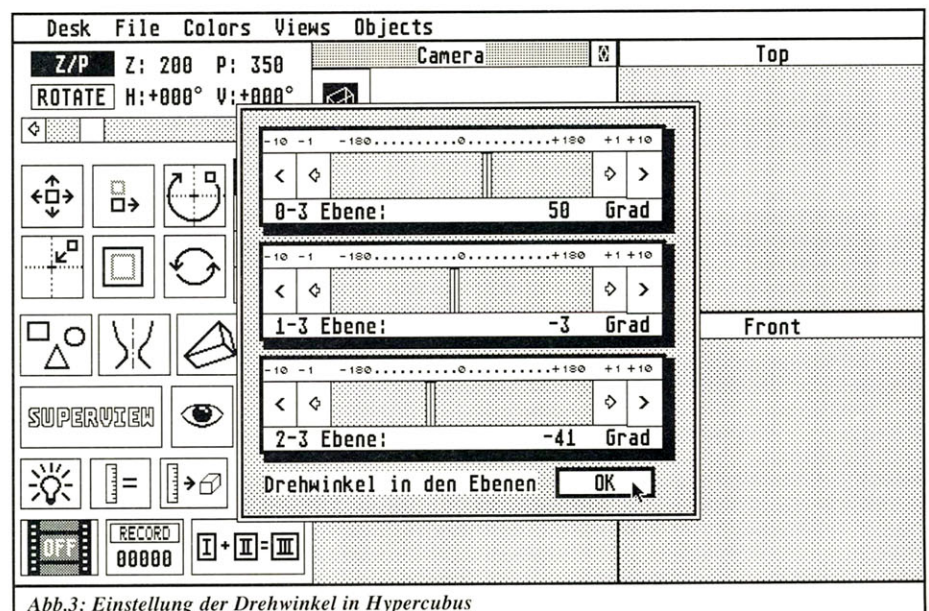 Desk File Colors Views Objects
Camera
Top
Z/P Z: 200 P: 350
ROTATE H:+000° V:+000°
-10 -1 -180..........0..........+180 +1 +10
0-3 Ebene: 50 Grad
-10 -1 -180..........0..........+180 +1 +10
1-3 Ebene: -3 Grad
Front
-10 -1 -180..........0..........+180 +1 +10
2-3 Ebene: -41 Grad
SUPERVIEW
Drehwinkel in den Ebenen OK
OFF
RECORD
00000
I+II=III
Abb.3: Einstellung der Drehwinkel in Hypercubus